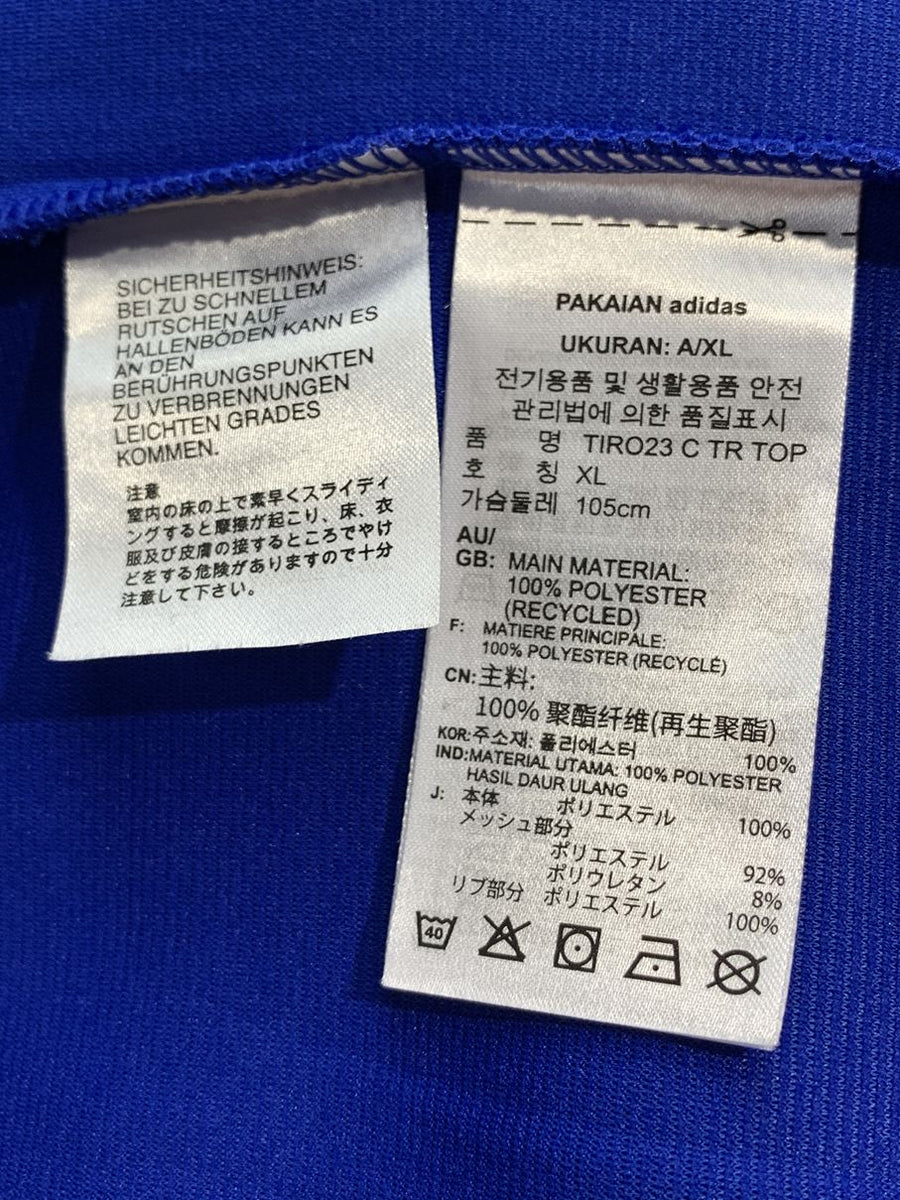 SICHERHEITSHINWEIS:
BEI ZU SCHNELLEM
RUTSCHEN AUF
HALLENBÖDEN KANN ES
AN DEN
BERÜHRUNGSPUNKTEN
ZU VERBRENNUNGEN
LEICHTEN GRADES
KOMMEN.
注意
室内の床の上で素早くスライディ
ングすると摩擦が起こり、床、衣
服及び皮膚の接するところでやけ
どをする危険がありますので十分
注意して下さい。
PAKAIAN adidas
UKURAN: A/XL
전기용품 및 생활용품 안전
관리법에 의한 품질표시
품 명 TIRO23 C TR TOP
호 칭 XL
가슴둘레 105cm
AU/
GB: MAIN MATERIAL:
100% POLYESTER
(RECYCLED)
F: MATIERE PRINCIPALE:
100% POLYESTER (RECYCLÉ)
CN:主料:
100% 聚酯纤维(再生聚酯)
KOR:주소재: 폴리에스터 100%
IND:MATERIAL UTAMA: 100% POLYESTER
HASIL DAUR ULANG
J: 本体 ポリエステル 100%
メッシュ部分
ポリエステル 92%
ポリウレタン 8%
リブ部分 ポリエステル 100%
40